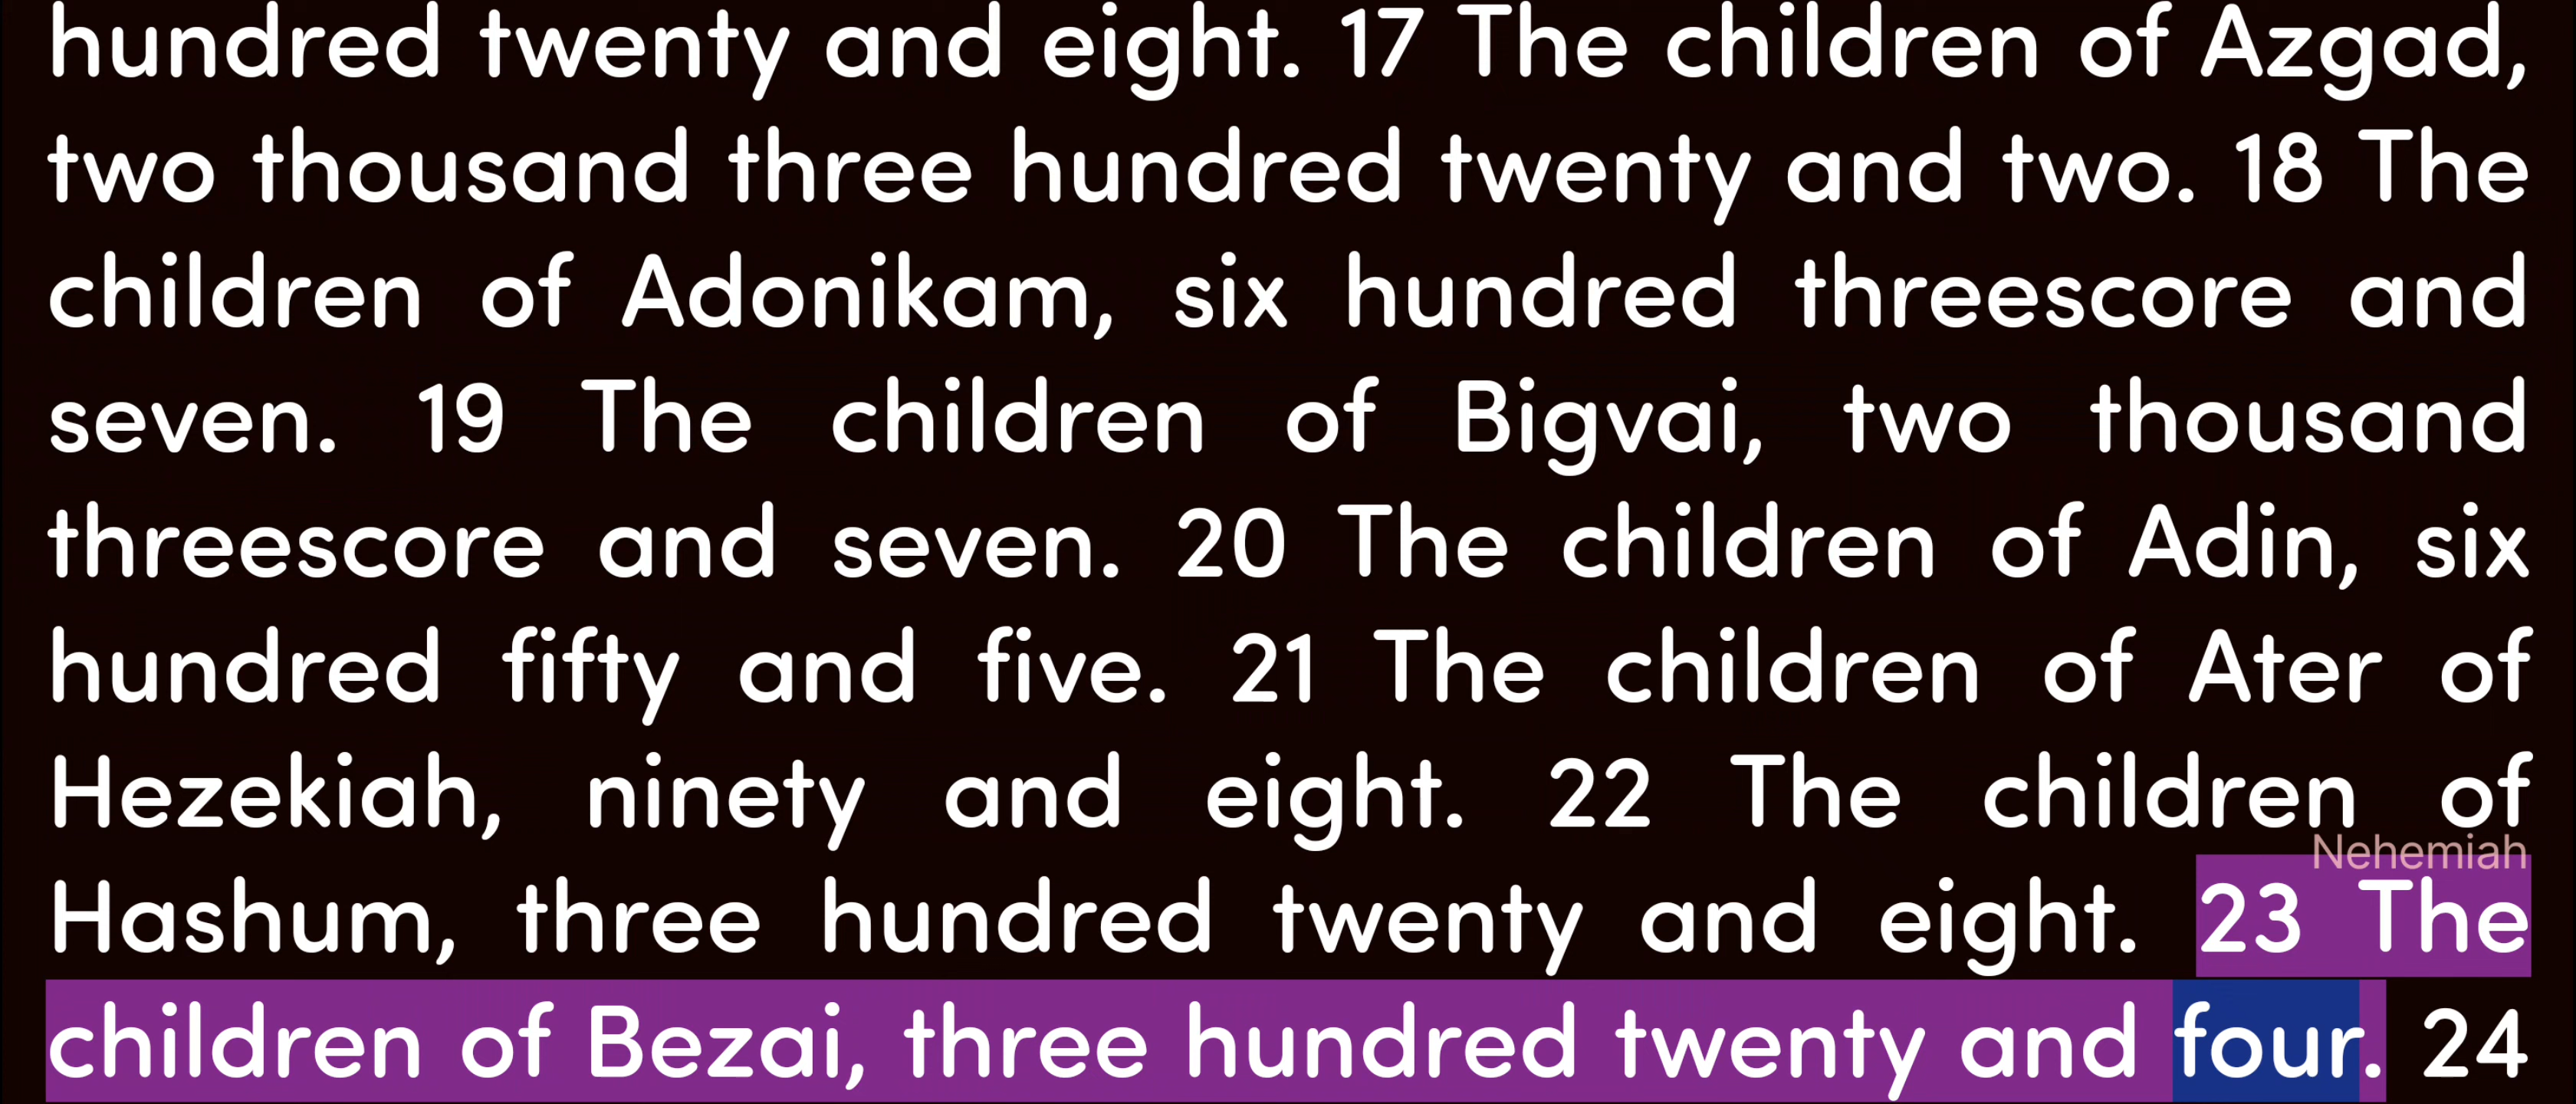 hundred twenty and eight. 17 The children of Azgad,
two thousand three hundred twenty and two. 18 The
children of Adonikam, six hundred threescore and
seven. 19 The children of Bigvai, two thousand
threescore and seven. 20 The children of Adin, six
hundred fifty and five. 21 The children of Ater of
Hezekiah, ninety and eight. 22 The children of
Nehemiah
Hashum, three hundred twenty and eight. 23 The
children of Bezai, three hundred twenty and four. 24